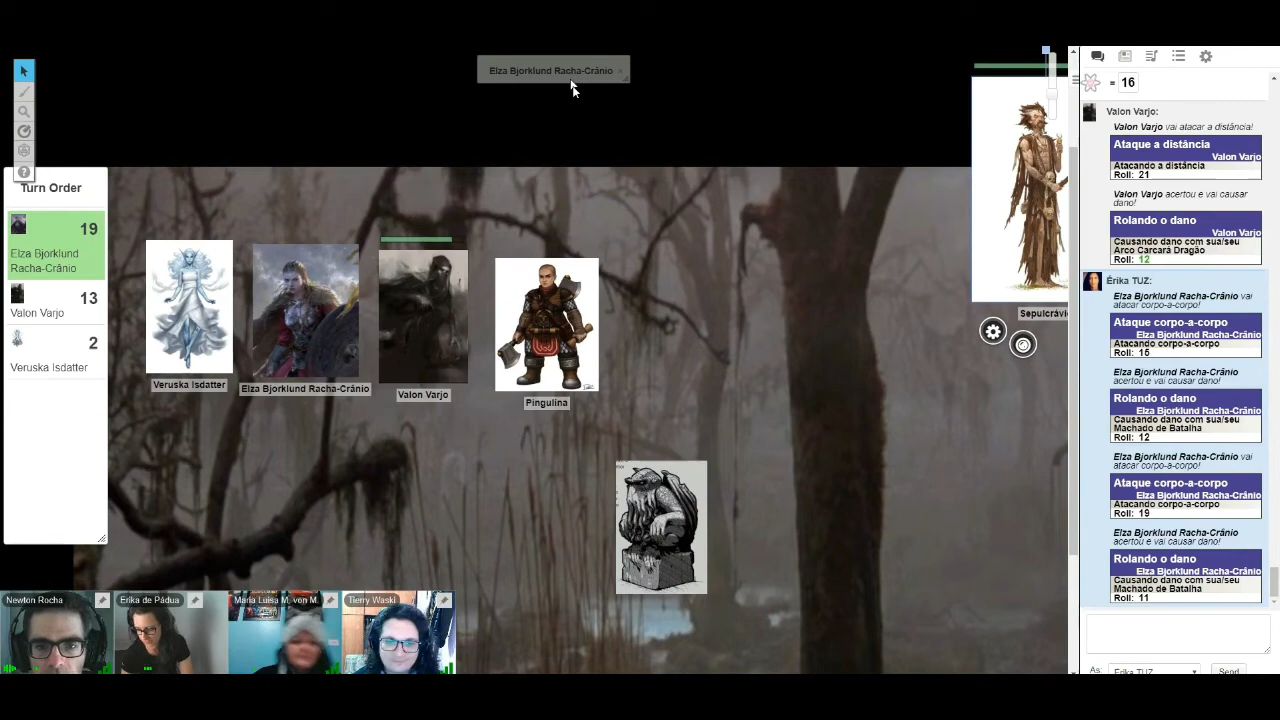 Elza Bjorklund Racha-Crânio ×
Turn Order
19
Elza Bjorklund
Racha-Crânio
13
Valon Varjo
2
Veruska Isdatter
Veruska Isdatter
Elza Bjorklund Racha-Crânio
Valon Varjo
Pingulina
Newton Rocha
Erika de Pádua
Maria Luisa M. von M.
Tierry Waski
= 16
Valon Varjo:
Valon Varjo vai atacar a distância!
Ataque a distância
Valon Varjo
Atacando a distância
Roll: 21
Valon Varjo acertou e vai causar
dano!
Rolando o dano
Valon Varjo
Causando dano com sua/seu
Arco Carcará Dragão
Roll: 12
Érika TUZ:
Elza Bjorklund Racha-Crânio vai
atacar corpo-a-corpo!
Ataque corpo-a-corpo
Elza Bjorklund Racha-Crânio
Atacando corpo-a-corpo
Roll: 15
Elza Bjorklund Racha-Crânio
acertou e vai causar dano!
Rolando o dano
Elza Bjorklund Racha-Crânio
Causando dano com sua/seu
Machado de Batalha
Roll: 12
Elza Bjorklund Racha-Crânio vai
atacar corpo-a-corpo!
Ataque corpo-a-corpo
Elza Bjorklund Racha-Crânio
Atacando corpo-a-corpo
Roll: 19
Elza Bjorklund Racha-Crânio
acertou e vai causar dano!
Rolando o dano
Elza Bjorklund Racha-Crânio
Causando dano com sua/seu
Machado de Batalha
Roll: 11
As:
Érika TUZ
Send